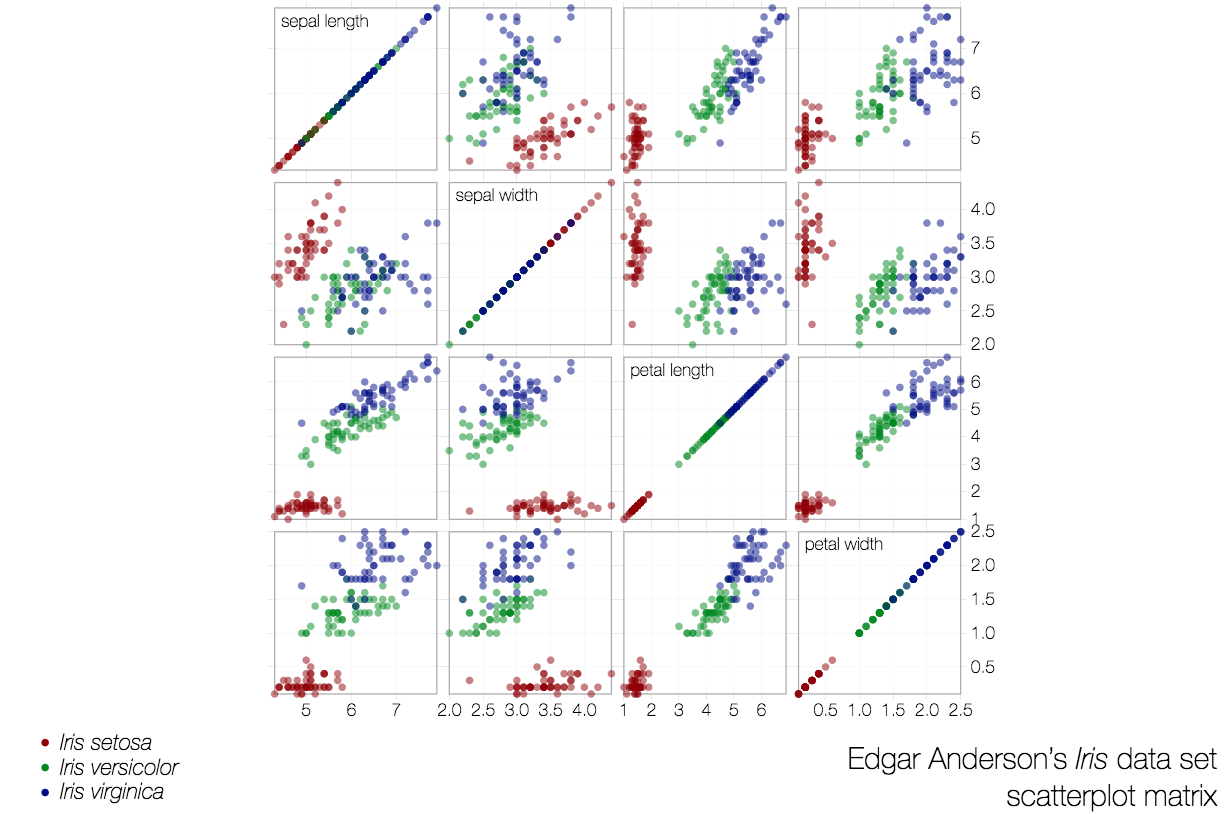 sepal length
7
6
5
sepal width
4.0
3.5
3.0
2.5
2.0
petal length
6
5
4
3
2
1
petal width
2.5
2.0
1.5
1.0
0.5
5 6 7 2.0 2.5 3.0 3.5 4.0 1 2 3 4 5 6 0.5 1.0 1.5 2.0 2.5
Iris setosa
Iris versicolor
Iris virginica
Edgar Anderson's Iris data set
scatterplot matrix